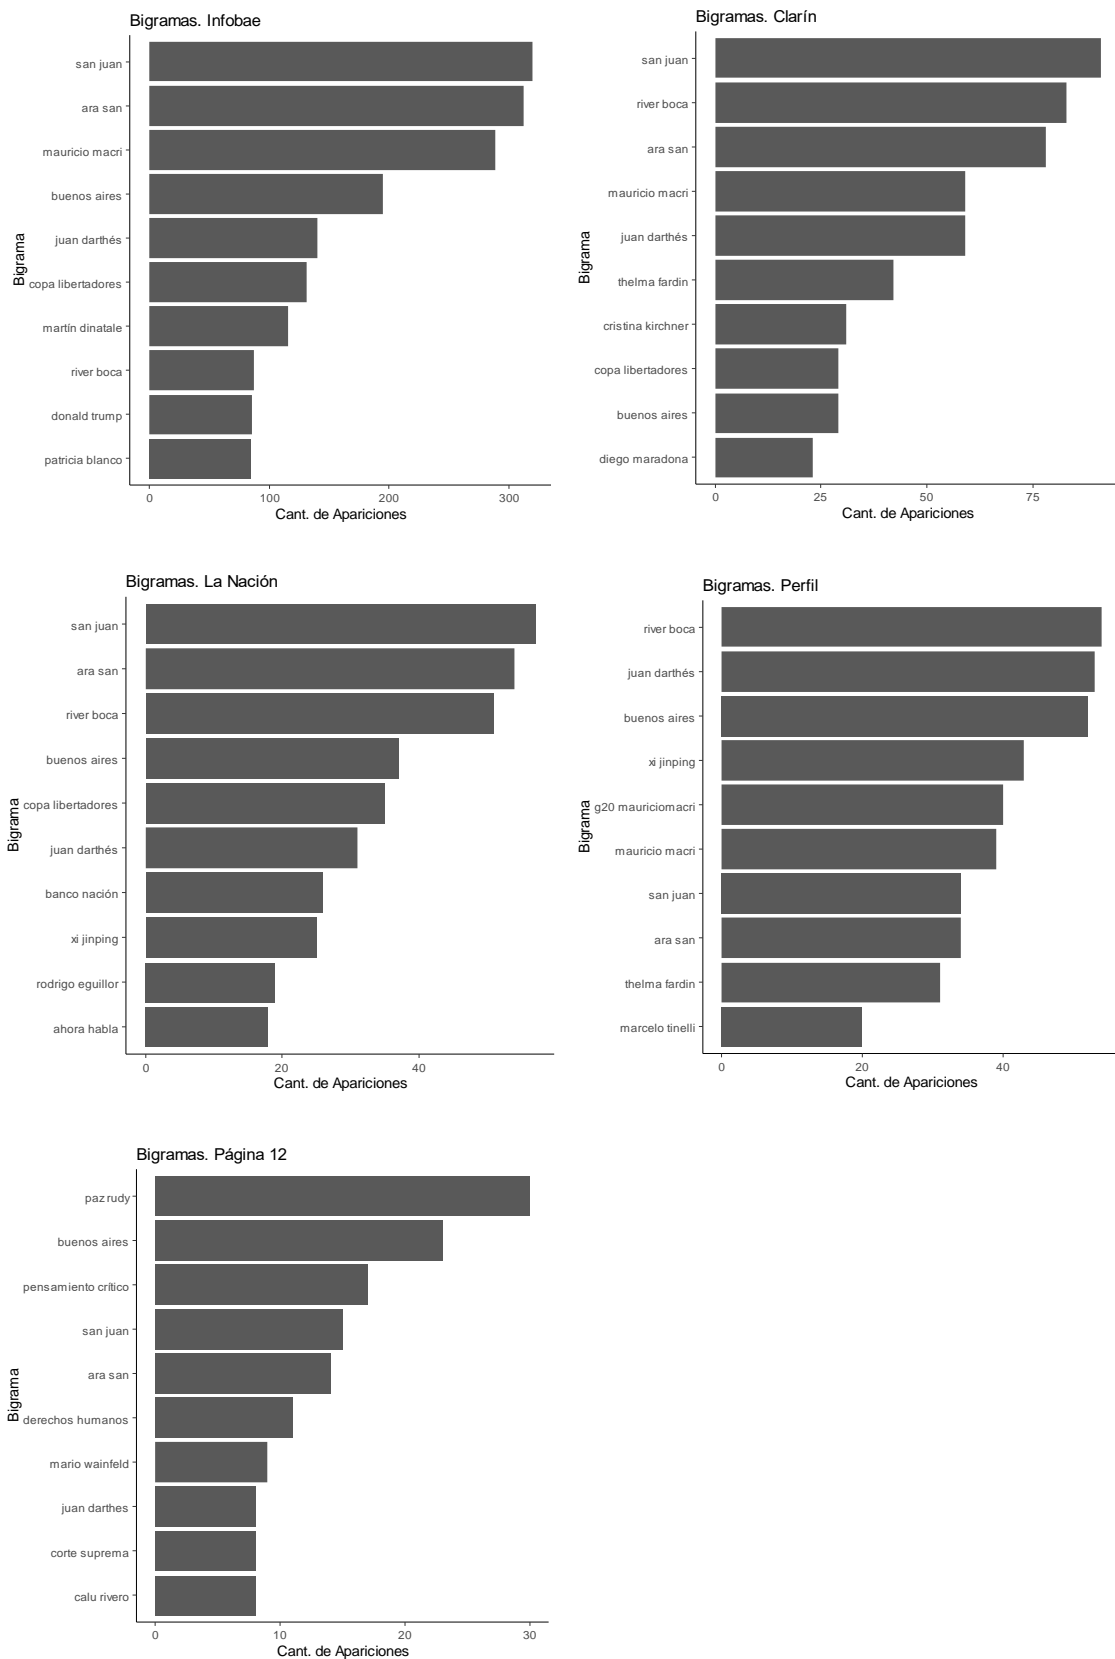 Bigramas. Infobae
Bigrama
san juan
ara san
mauricio macri
buenos aires
juan darthés
copa libertadores
martín dinatale
river boca
donald trump
patricia blanco
0 100 200 300
Cant. de Apariciones
Bigramas. Clarín
Bigrama
san juan
river boca
ara san
mauricio macri
juan darthés
thelma fardin
cristina kirchner
copa libertadores
buenos aires
diego maradona
0 25 50 75
Cant. de Apariciones
Bigramas. La Nación
Bigrama
san juan
ara san
river boca
buenos aires
copa libertadores
juan darthés
banco nación
xi jinping
rodrigo eguillor
ahora habla
0 20 40
Cant. de Apariciones
Bigramas. Perfil
Bigrama
river boca
juan darthés
buenos aires
xi jinping
g20 mauriciomacri
mauricio macri
san juan
ara san
thelma fardin
marcelo tinelli
0 20 40
Cant. de Apariciones
Bigramas. Página 12
Bigrama
paz rudy
buenos aires
pensamiento crítico
san juan
ara san
derechos humanos
mario wainfeld
juan darthes
corte suprema
calu rivero
0 10 20 30
Cant. de Apariciones